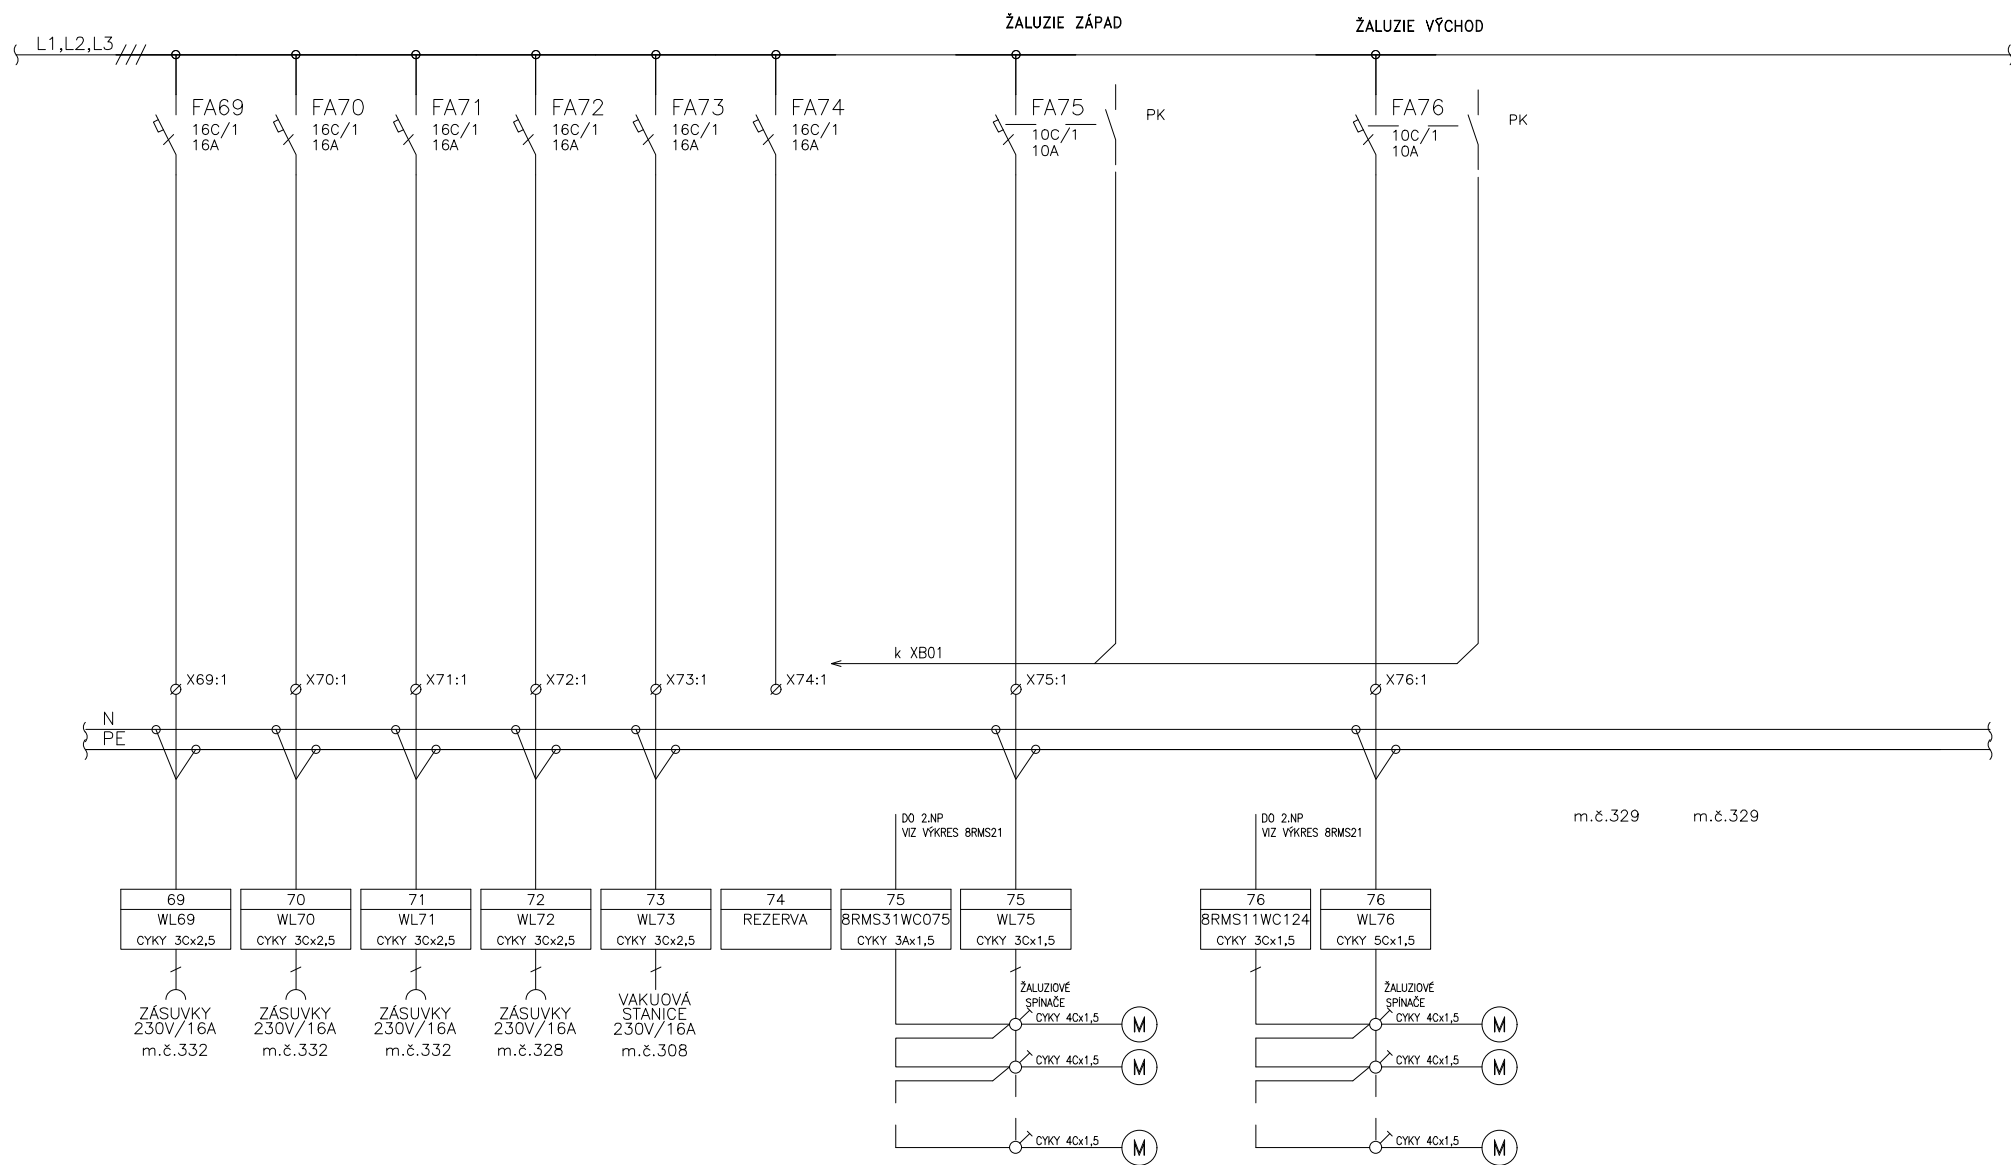 ŽALUZIE ZÁPAD
ŽALUZIE VÝCHOD
L1,L2,L3
FA69
16C/1
16A
FA70
16C/1
16A
FA71
16C/1
16A
FA72
16C/1
16A
FA73
16C/1
16A
FA74
16C/1
16A
FA75
10C/1
10A
PK
FA76
10C/1
10A
PK
k XB01
X69:1
X70:1
X71:1
X72:1
X73:1
X74:1
X75:1
X76:1
N
PE
DO 2.NP
VIZ VÝKRES 8RMS21
DO 2.NP
VIZ VÝKRES 8RMS21
m.č.329
m.č.329
69
WL69
CYKY 3Cx2,5
70
WL70
CYKY 3Cx2,5
71
WL71
CYKY 3Cx2,5
72
WL72
CYKY 3Cx2,5
73
WL73
CYKY 3Cx2,5
74
REZERVA
75
8RMS31WC075
CYKY 3Ax1,5
75
WL75
CYKY 3Cx1,5
76
8RMS11WC124
CYKY 3Cx1,5
76
WL76
CYKY 5Cx1,5
ZÁSUVKY
230V/16A
m.č.332
ZÁSUVKY
230V/16A
m.č.332
ZÁSUVKY
230V/16A
m.č.332
ZÁSUVKY
230V/16A
m.č.328
VAKUOVÁ
STANICE
230V/16A
m.č.308
ŽALUZIOVÉ
SPÍNAČE
CYKY 4Cx1,5
M
CYKY 4Cx1,5
M
CYKY 4Cx1,5
M
ŽALUZIOVÉ
SPÍNAČE
CYKY 4Cx1,5
M
CYKY 4Cx1,5
M
CYKY 4Cx1,5
M